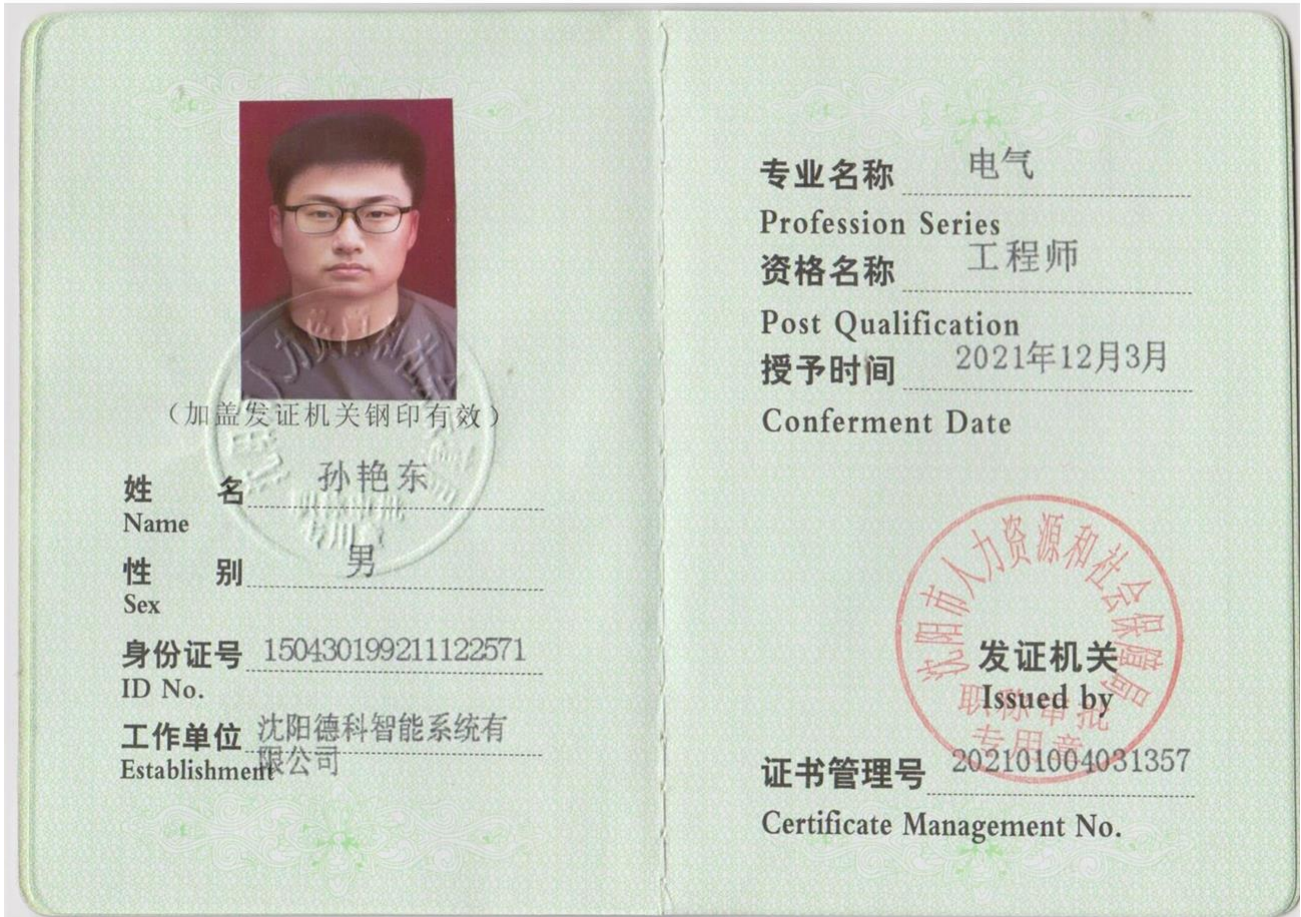 （加盖发证机关钢印有效）
姓名 孙艳东
Name
性别 男
Sex
身份证号 150430199211122571
ID No.
工作单位 沈阳德科智能系统有
Establishment 限公司
专业名称 电气
Profession Series
资格名称 工程师
Post Qualification
授予时间 2021年12月3月
Conferment Date
沈阳市人力资源和社会保障局
发证机关
Issued by
职称审批
专用章
证书管理号 202101004031357
Certificate Management No.